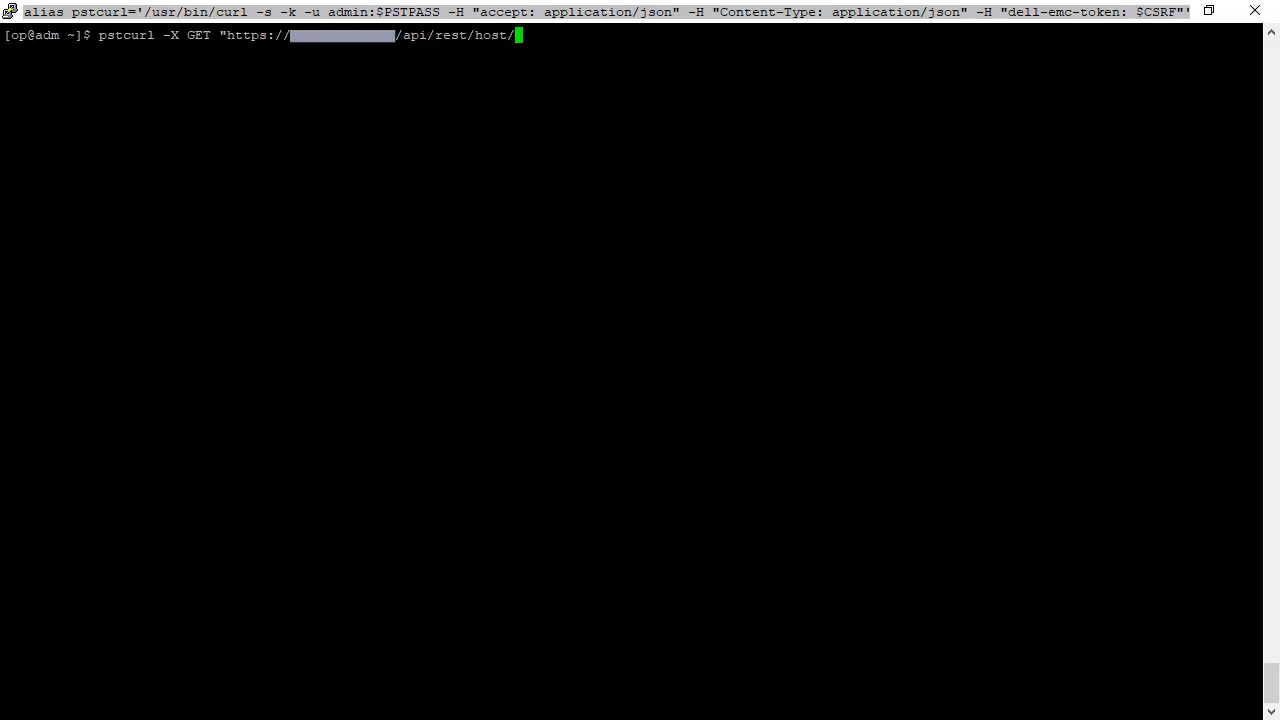 alias pstcurl='/usr/bin/curl -s -k -u admin:$PSTPASS -H "accept: application/json" -H "Content-Type: application/json" -H "dell-emc-token: $CSRF"'
[op@adm ~]$ pstcurl -X GET "https:///api/rest/host/